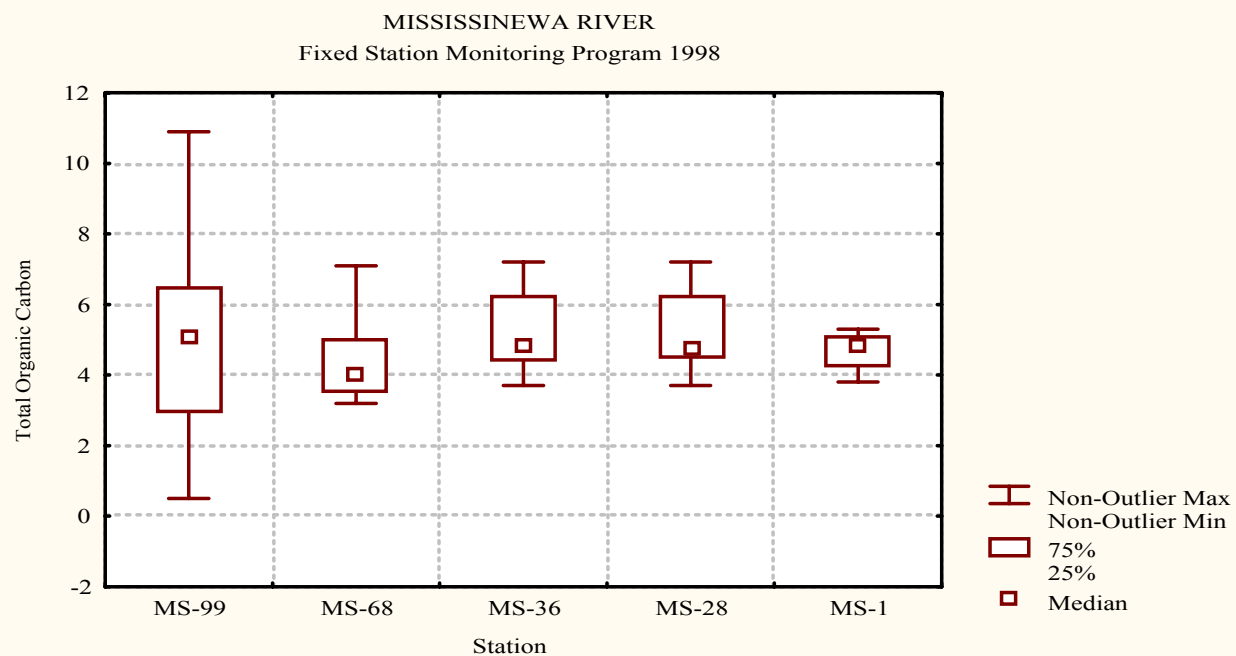 MISSISSINEWA RIVER
Fixed Station Monitoring Program 1998
Total Organic Carbon
12
10
8
6
4
2
0
-2
MS-99 MS-68 MS-36 MS-28 MS-1
Station
Non-Outlier Max
Non-Outlier Min
75%
25%
Median